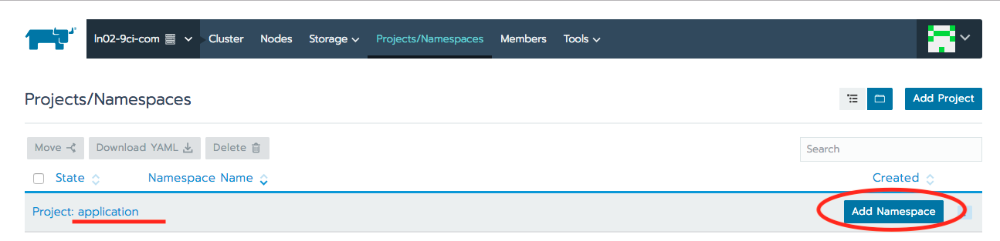 ln02-9ci-com Cluster Nodes Storage Projects/Namespaces Members Tools
Projects/Namespaces Add Project
Move Download YAML Delete Search
State Namespace Name Created
Project: application Add Namespace